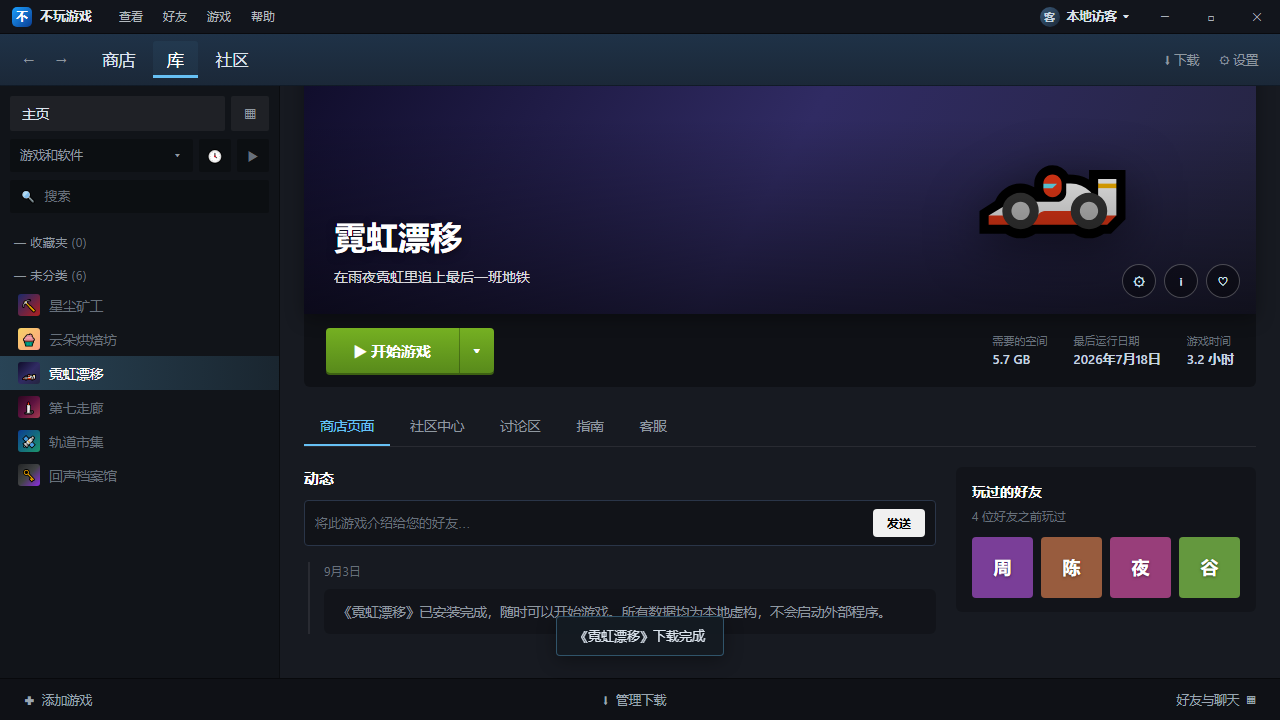 不 不玩游戏 查看 好友 游戏 帮助 客 本地访客
← → 商店 库 社区 下载 设置
主页
游戏和软件
搜索
— 收藏夹 (0)
— 未分类 (6)
星尘矿工
云朵烘焙坊
霓虹漂移
第七走廊
轨道市集
回声档案馆
霓虹漂移
在雨夜霓虹里追上最后一班地铁
i
▶ 开始游戏
需要的空间 最后运行日期 游戏时间
5.7 GB 2026年7月18日 3.2 小时
商店页面 社区中心 讨论区 指南 客服
动态
将此游戏介绍给您的好友... 发送
9月3日
《霓虹漂移》已安装完成，随时可以开始游戏。所有数据均为本地虚构，不会启动外部程序。
《霓虹漂移》下载完成
玩过的好友
4 位好友之前玩过
周 陈 夜 谷
添加游戏 管理下载 好友与聊天